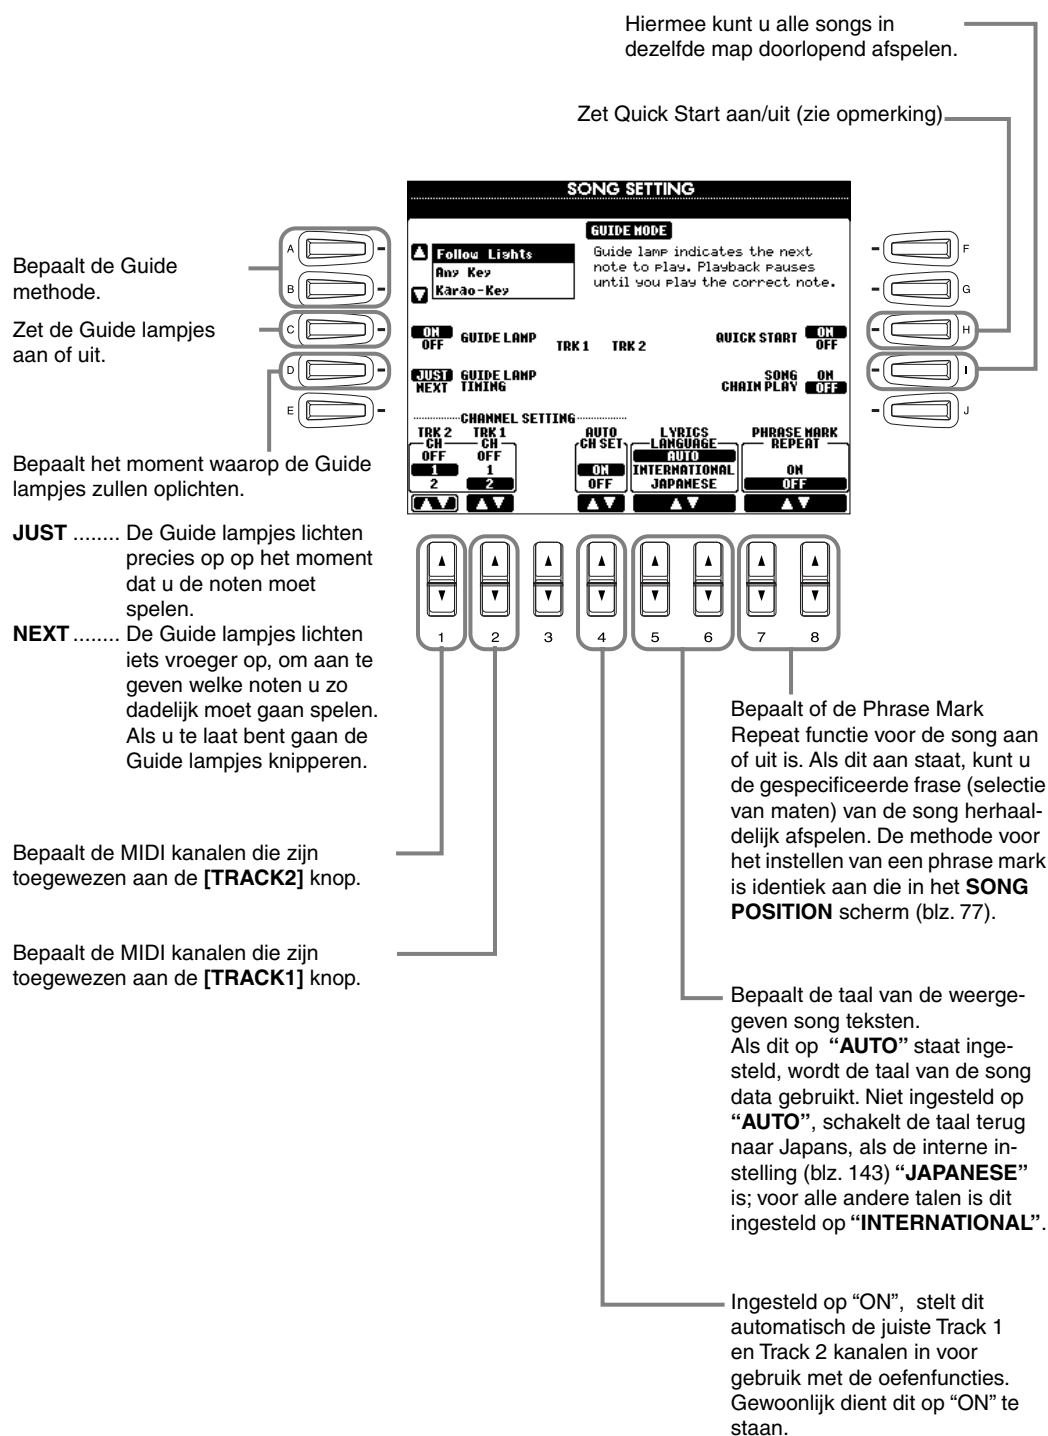 Hiermee kunt u alle songs in
dezelfde map doorlopend afspelen.
Zet Quick Start aan/uit (zie opmerking)
SONG SETTING
GUIDE MODE
Follow Lights
Any Key
Karao-Key
Guide lamp indicates the next
note to play. Playback pauses
until you play the correct note.
ON
OFF
GUIDE LAMP
TRK 1 TRK 2
QUICK START
ON
OFF
JUST
NEXT
GUIDE LAMP
TIMING
SONG
CHAIN PLAY
ON
OFF
CHANNEL SETTING
TRK 2
CH
OFF
1
2
TRK 1
CH
OFF
1
2
AUTO
CH SET
ON
OFF
LYRICS
LANGUAGE
AUTO
INTERNATIONAL
JAPANESE
PHRASE MARK
REPEAT
ON
OFF
A
B
C
D
E
F
G
H
I
J
1 2 3 4 5 6 7 8
Bepaalt de Guide
methode.
Zet de Guide lampjes
aan of uit.
Bepaalt het moment waarop de Guide
lampjes zullen oplichten.
JUST ........ De Guide lampjes lichten
precies op op het moment
dat u de noten moet
spelen.
NEXT ........ De Guide lampjes lichten
iets vroeger op, om aan te
geven welke noten u zo
dadelijk moet gaan spelen.
Als u te laat bent gaan de
Guide lampjes knipperen.
Bepaalt de MIDI kanalen die zijn
toegewezen aan de [TRACK2] knop.
Bepaalt de MIDI kanalen die zijn
toegewezen aan de [TRACK1] knop.
Bepaalt of de Phrase Mark
Repeat functie voor de song aan
of uit is. Als dit aan staat, kunt u
de gespecificeerde frase (selectie
van maten) van de song herhaal-
delijk afspelen. De methode voor
het instellen van een phrase mark
is identiek aan die in het SONG
POSITION scherm (blz. 77).
Bepaalt de taal van de weerge-
geven song teksten.
Als dit op “AUTO” staat inge-
steld, wordt de taal van de song
data gebruikt. Niet ingesteld op
“AUTO”, schakelt de taal terug
naar Japans, als de interne in-
stelling (blz. 143) “JAPANESE”
is; voor alle andere talen is dit
ingesteld op “INTERNATIONAL”.
Ingesteld op “ON”, stelt dit
automatisch de juiste Track 1
en Track 2 kanalen in voor
gebruik met de oefenfuncties.
Gewoonlijk dient dit op “ON” te
staan.